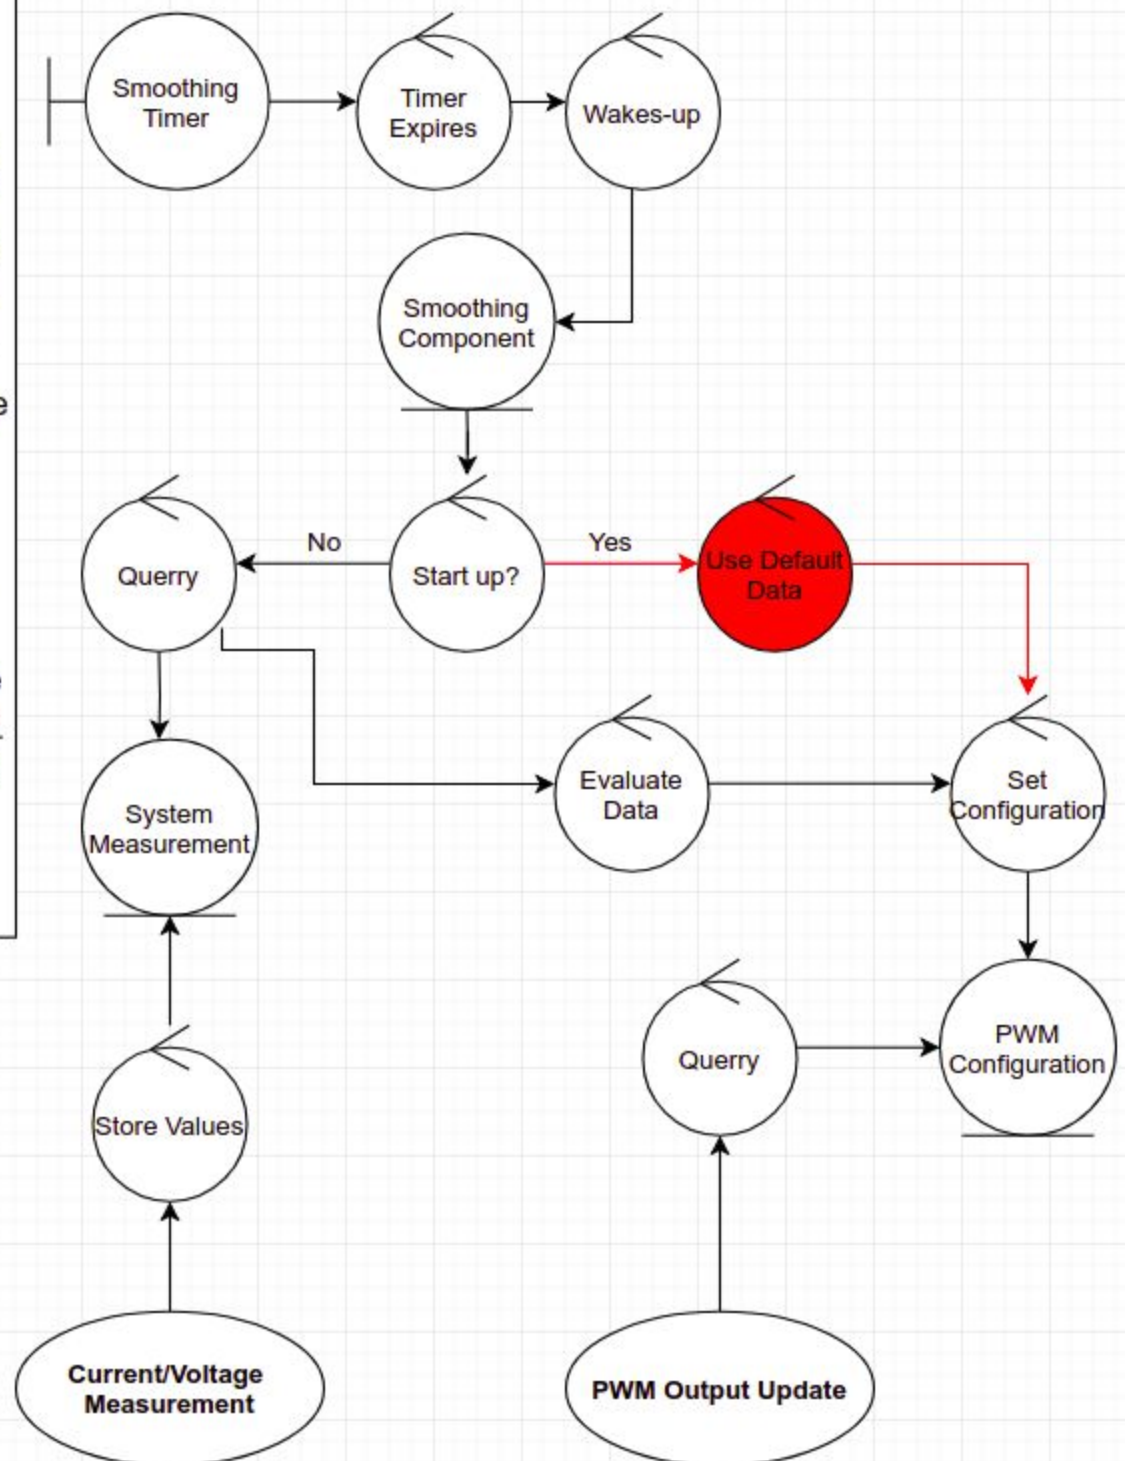 Smoothing
Timer
Timer
Expires
Wakes-up
Smoothing
Component
e
No
Yes
Querry
Start up?
Use Default
Data
e
System
Measurement
Evaluate
Data
Set
Configuration
Querry
PWM
Configuration
Store Values
Current/Voltage
Measurement
PWM Output Update